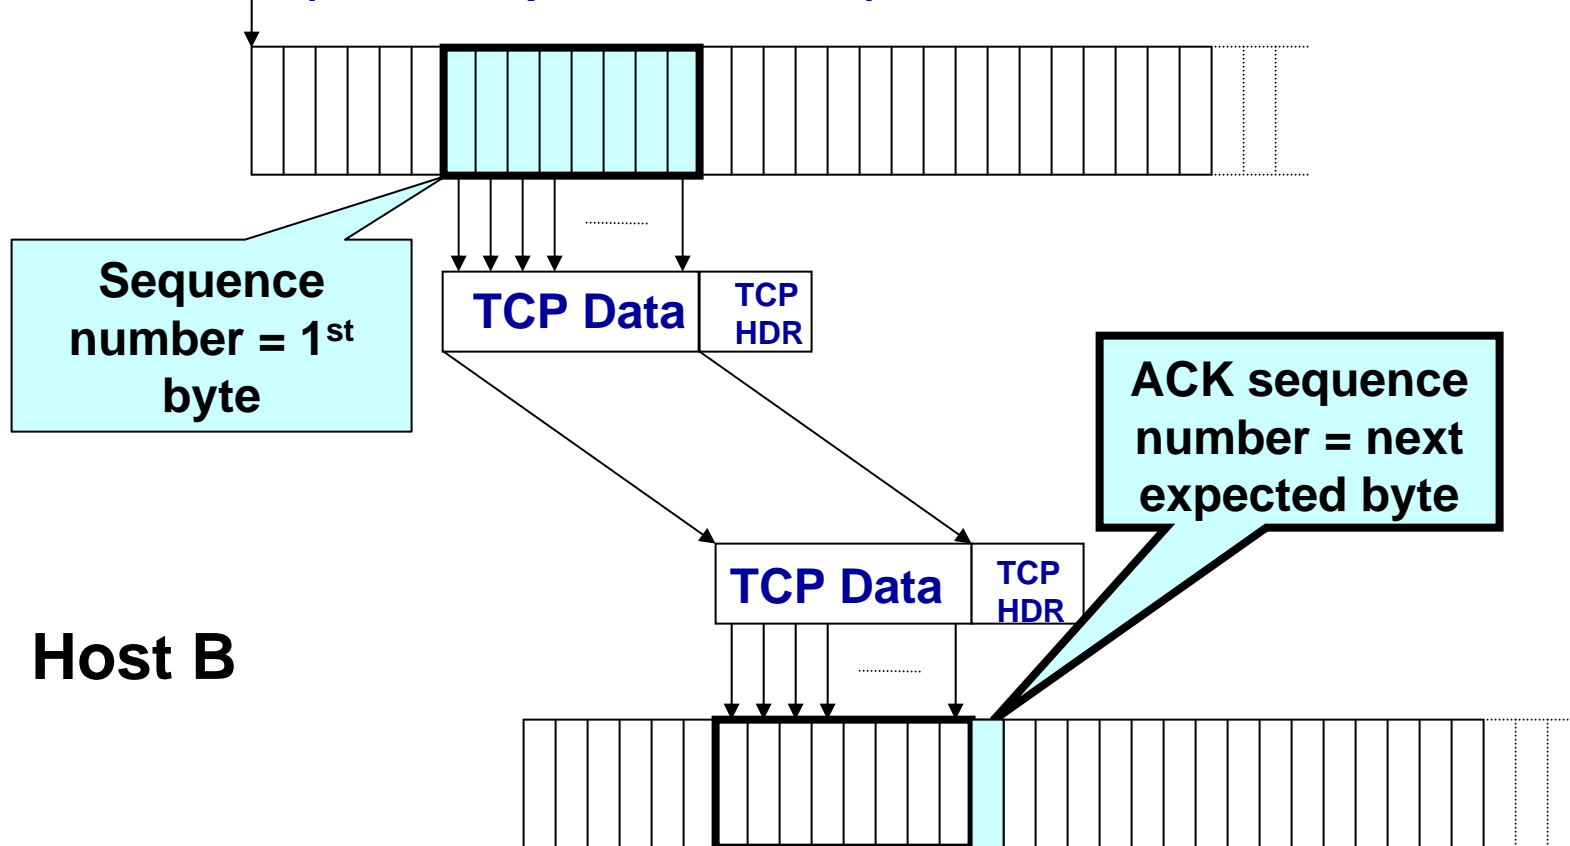 Sequence
number = 1st
byte
TCP Data
TCP
HDR
ACK sequence
number = next
expected byte
TCP Data
TCP
HDR
Host B